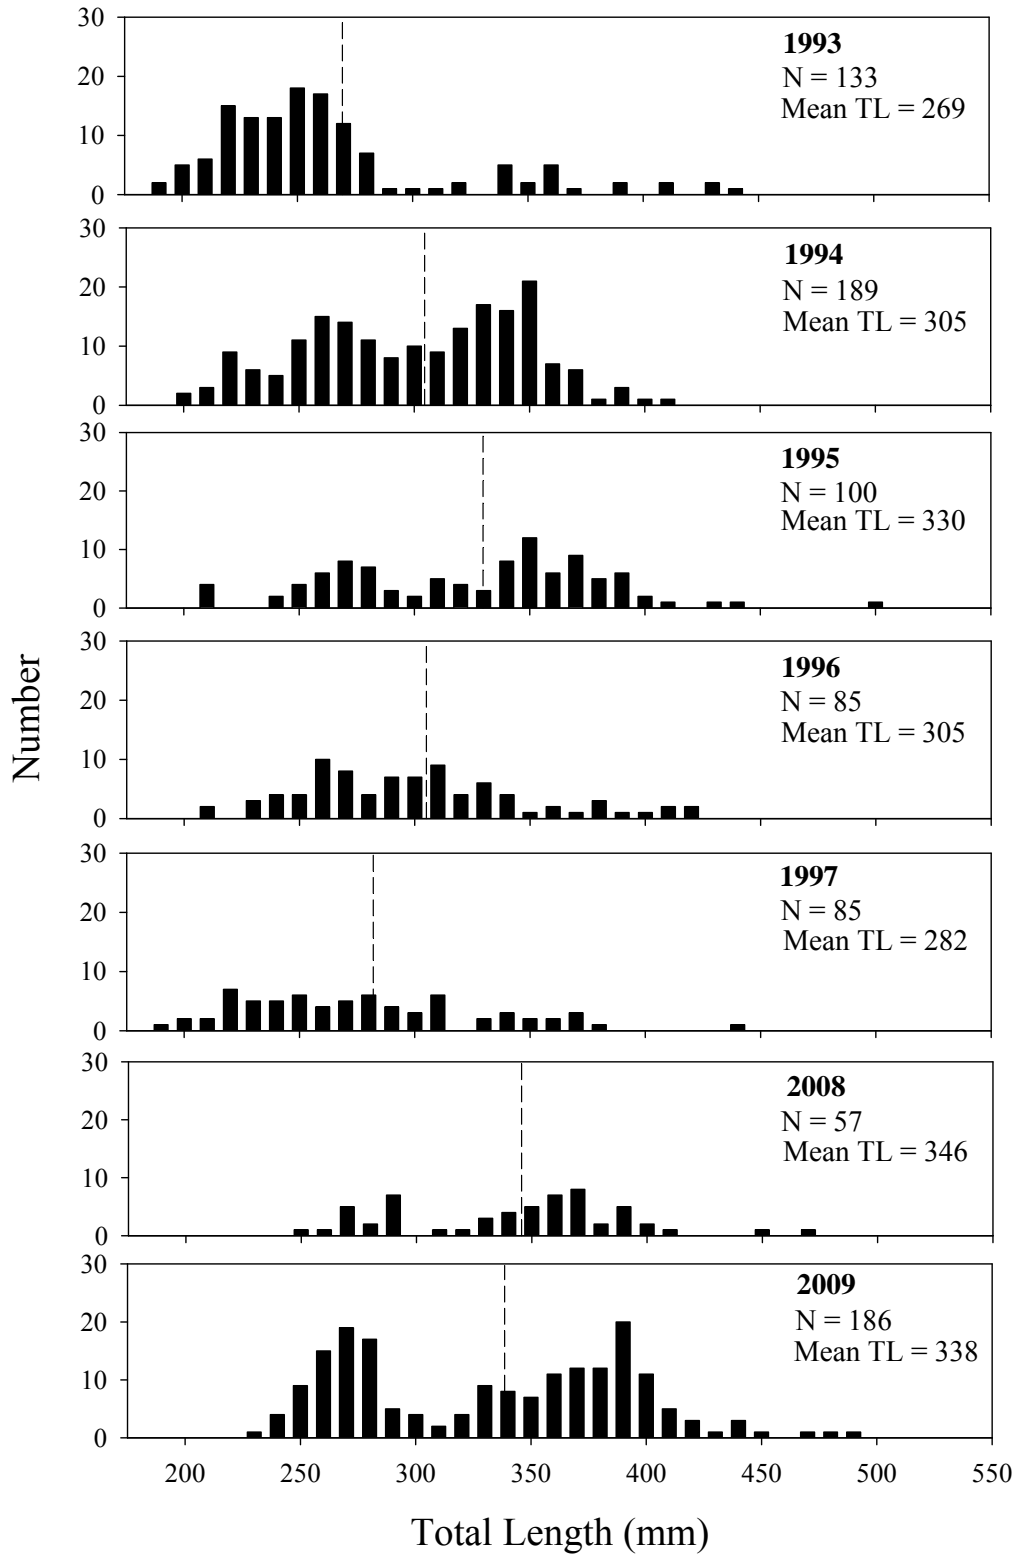 30
20
10
0
1993
N = 133
Mean TL = 269
30
20
10
0
1994
N = 189
Mean TL = 305
30
20
10
0
1995
N = 100
Mean TL = 330
Number
30
20
10
0
1996
N = 85
Mean TL = 305
30
20
10
0
1997
N = 85
Mean TL = 282
30
20
10
0
2008
N = 57
Mean TL = 346
30
20
10
0
2009
N = 186
Mean TL = 338
200 250 300 350 400 450 500 550
Total Length (mm)